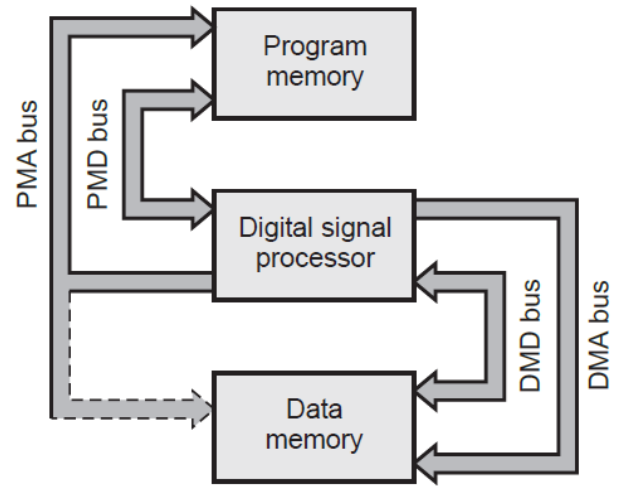 Program
memory
PMA bus
PMD bus
Digital signal
processor
DMD bus
DMA bus
Data
memory